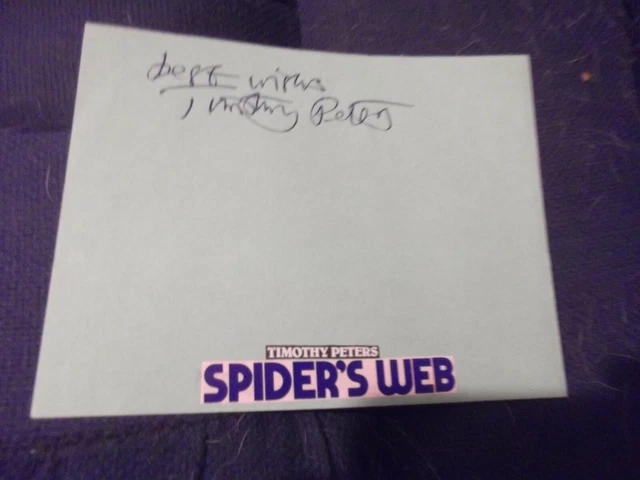 best wishes
Timothy Peters
TIMOTHY PETERS
SPIDER'S WEB